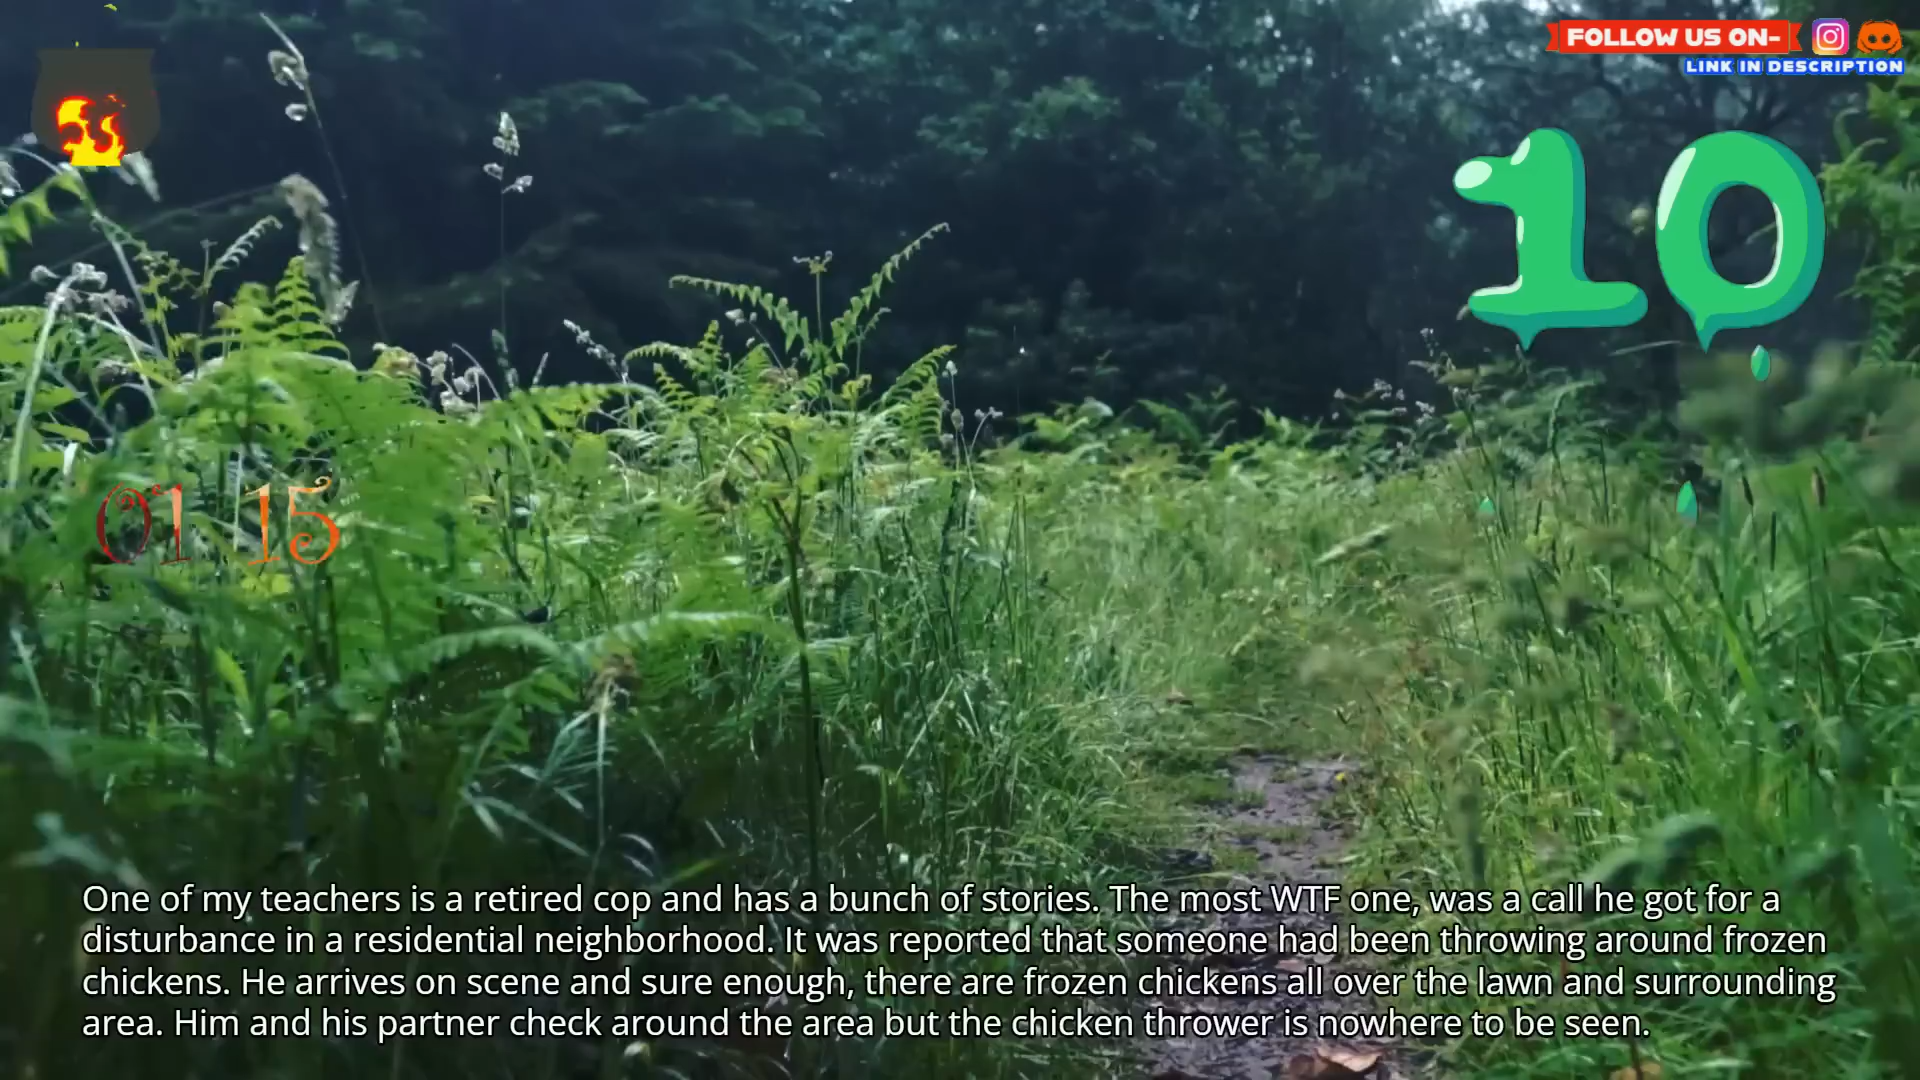 FOLLOW US ON-
LINK IN DESCRIPTION
10
01 15
One of my teachers is a retired cop and has a bunch of stories. The most WTF one, was a call he got for a
disturbance in a residential neighborhood. It was reported that someone had been throwing around frozen
chickens. He arrives on scene and sure enough, there are frozen chickens all over the lawn and surrounding
area. Him and his partner check around the area but the chicken thrower is nowhere to be seen.